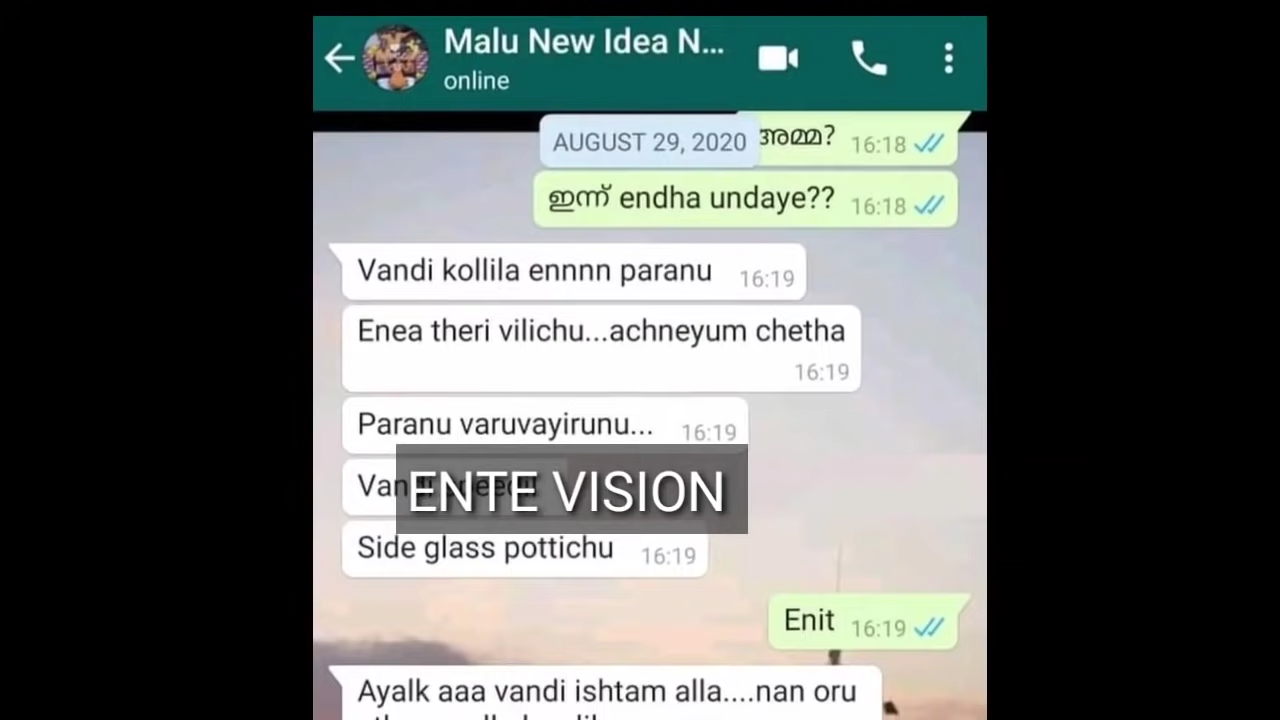 Malu New Idea N...
online
AUGUST 29, 2020
അമ്മ? 16:18
ഇന്ന് endha undaye?? 16:18
Vandi kollila ennnn paranu 16:19
Enea theri vilichu...achneyum chetha
16:19
Paranu varuvayirunu... 16:19
ENTE VISION
Side glass pottichu 16:19
Enit 16:19
Ayalk aaa vandi ishtam alla....nan oru